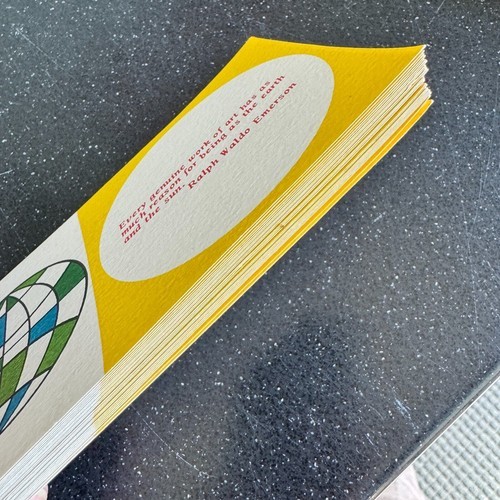 Every genuine work of art has as
much reason for being as the earth
and the sun. Ralph Waldo Emerson